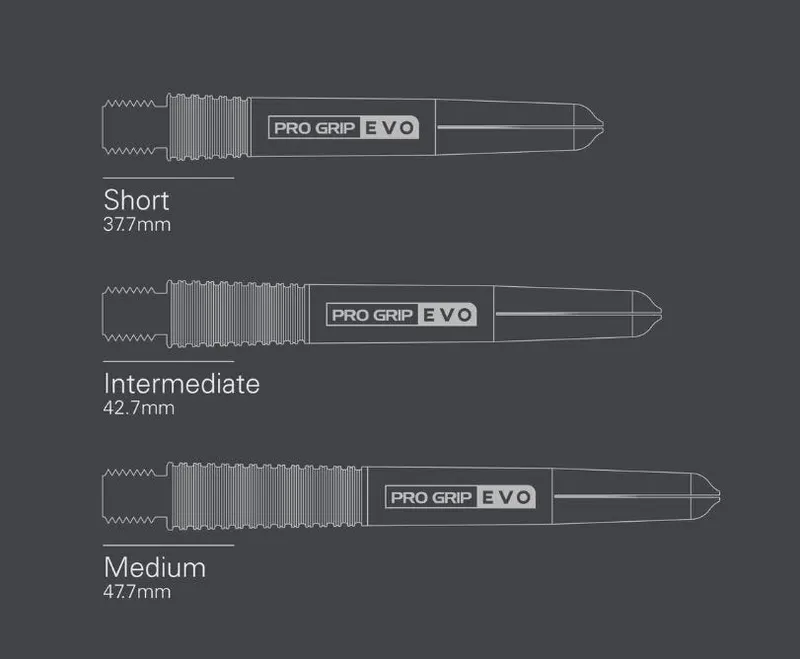 PRO GRIP EVO
Short
37.7mm
PRO GRIP EVO
Intermediate
42.7mm
PRO GRIP EVO
Medium
47.7mm